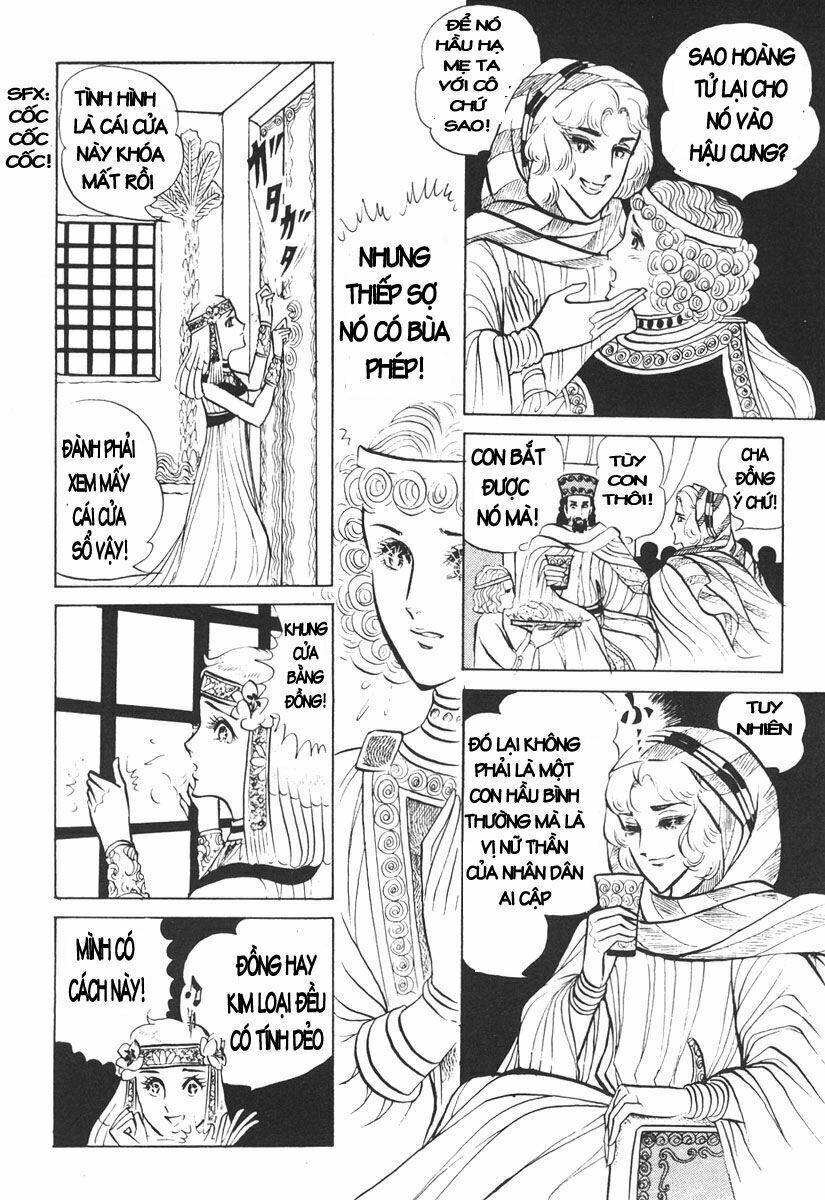 SAO HOÀNG
TỬ LẠI CHO
NÓ VÀO
HẬU CUNG?
ĐỂ NÓ
HẦU HẠ
MẸ TA
VỚI CÔ
CHỨ
SAO!
CHA
ĐỒNG
Ý CHỨ!
TÙY
CON
THÔI!
CON BẮT
ĐƯỢC
NÓ MÀ!
TUY
NHIÊN
ĐÓ LẠI KHÔNG
PHẢI LÀ MỘT
CON HẦU BÌNH
THƯỜNG MÀ LÀ
VỊ NỮ THẦN
CỦA NHÂN DÂN
AI CẬP
NHƯNG
THIẾP SỢ
NÓ CÓ BÙA
PHÉP!
TÌNH HÌNH
LÀ CÁI CỬA
NÀY KHÓA
MẤT RỒI
SFX:
CỐC
CỐC
CỐC!
ガタガタ
ĐÀNH PHẢI
XEM MẤY
CÁI CỬA
SỔ VẬY!
KHUNG
CỬA
BẰNG
ĐỒNG!
ĐỒNG HAY
KIM LOẠI ĐỀU
CÓ TÍNH DẺO
MÌNH CÓ
CÁCH NÀY!